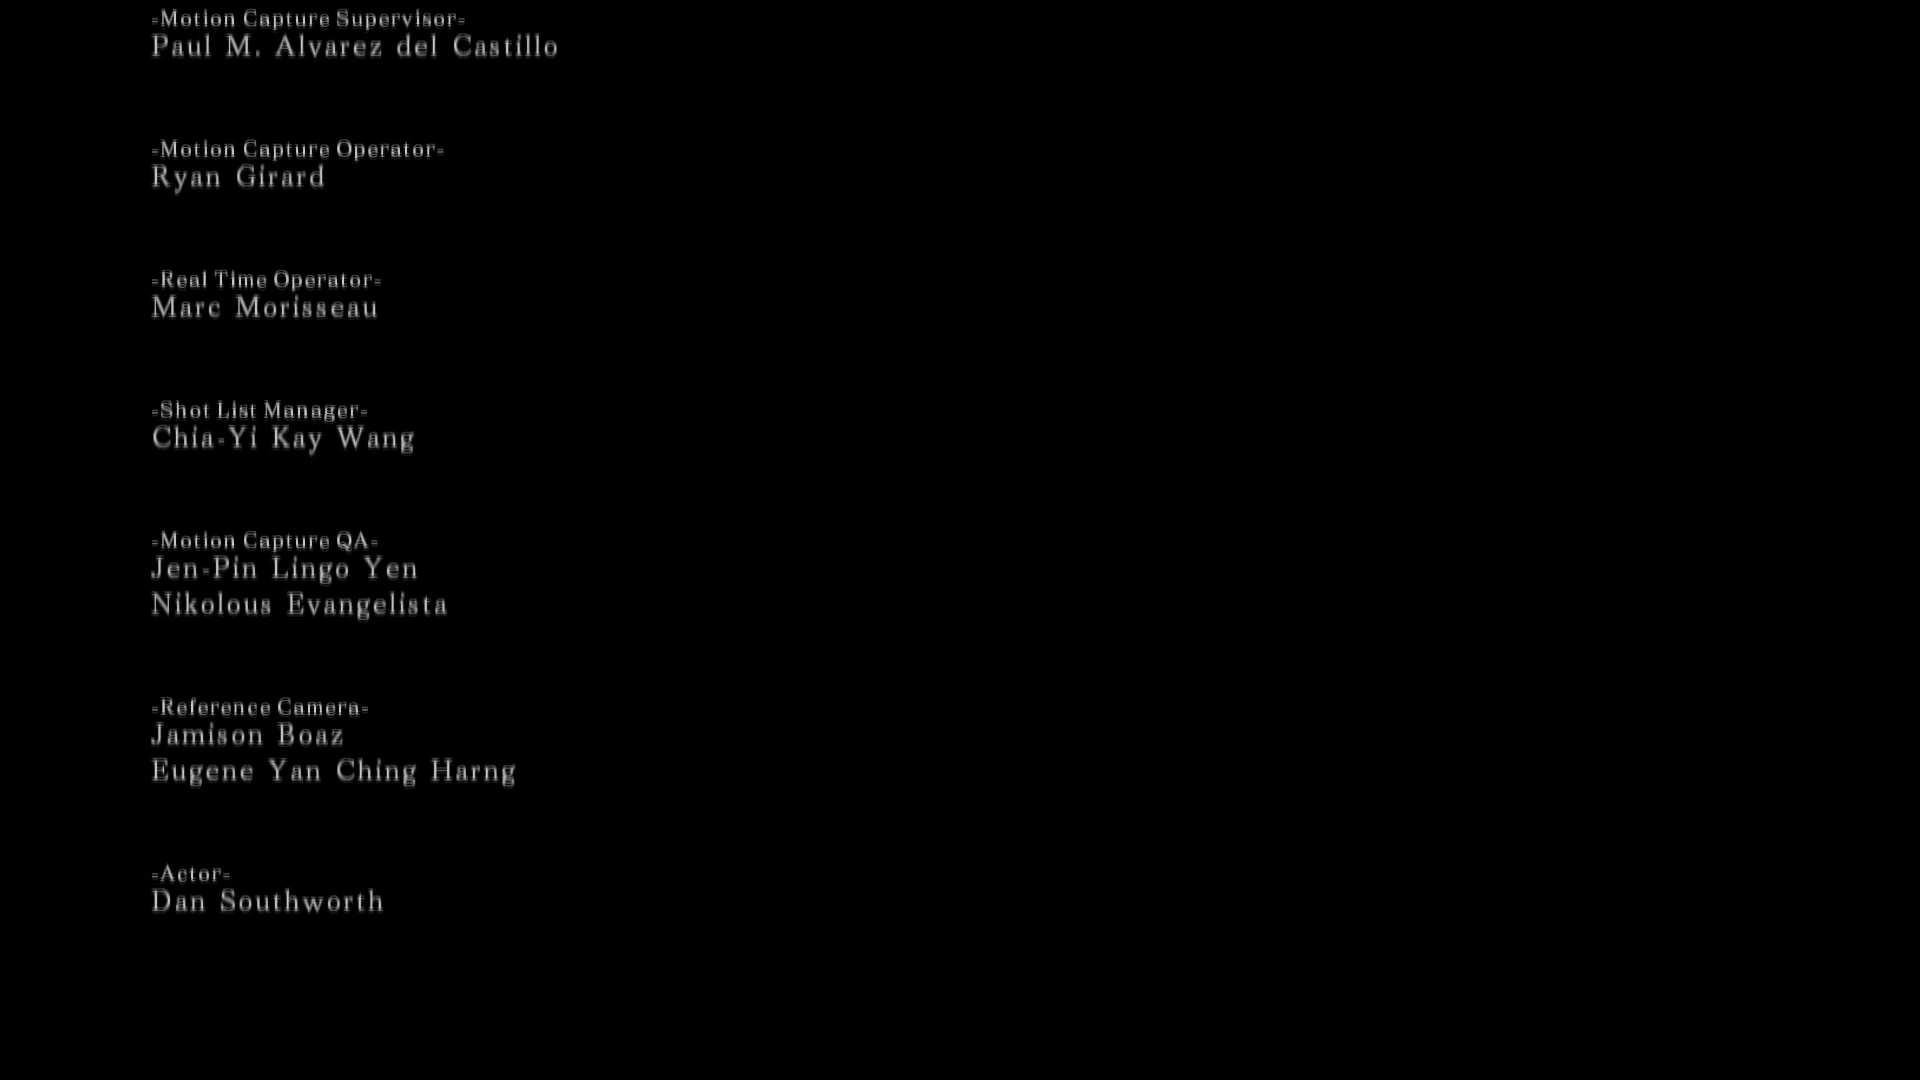 -Motion Capture Supervisor-
Paul M. Alvarez del Castillo
-Motion Capture Operator-
Ryan Girard
-Real Time Operator-
Marc Morisseau
-Shot List Manager-
Chia-Yi Kay Wang
-Motion Capture QA-
Jen-Pin Lingo Yen
Nikolous Evangelista
-Reference Camera-
Jamison Boaz
Eugene Yan Ching Harng
-Actor-
Dan Southworth